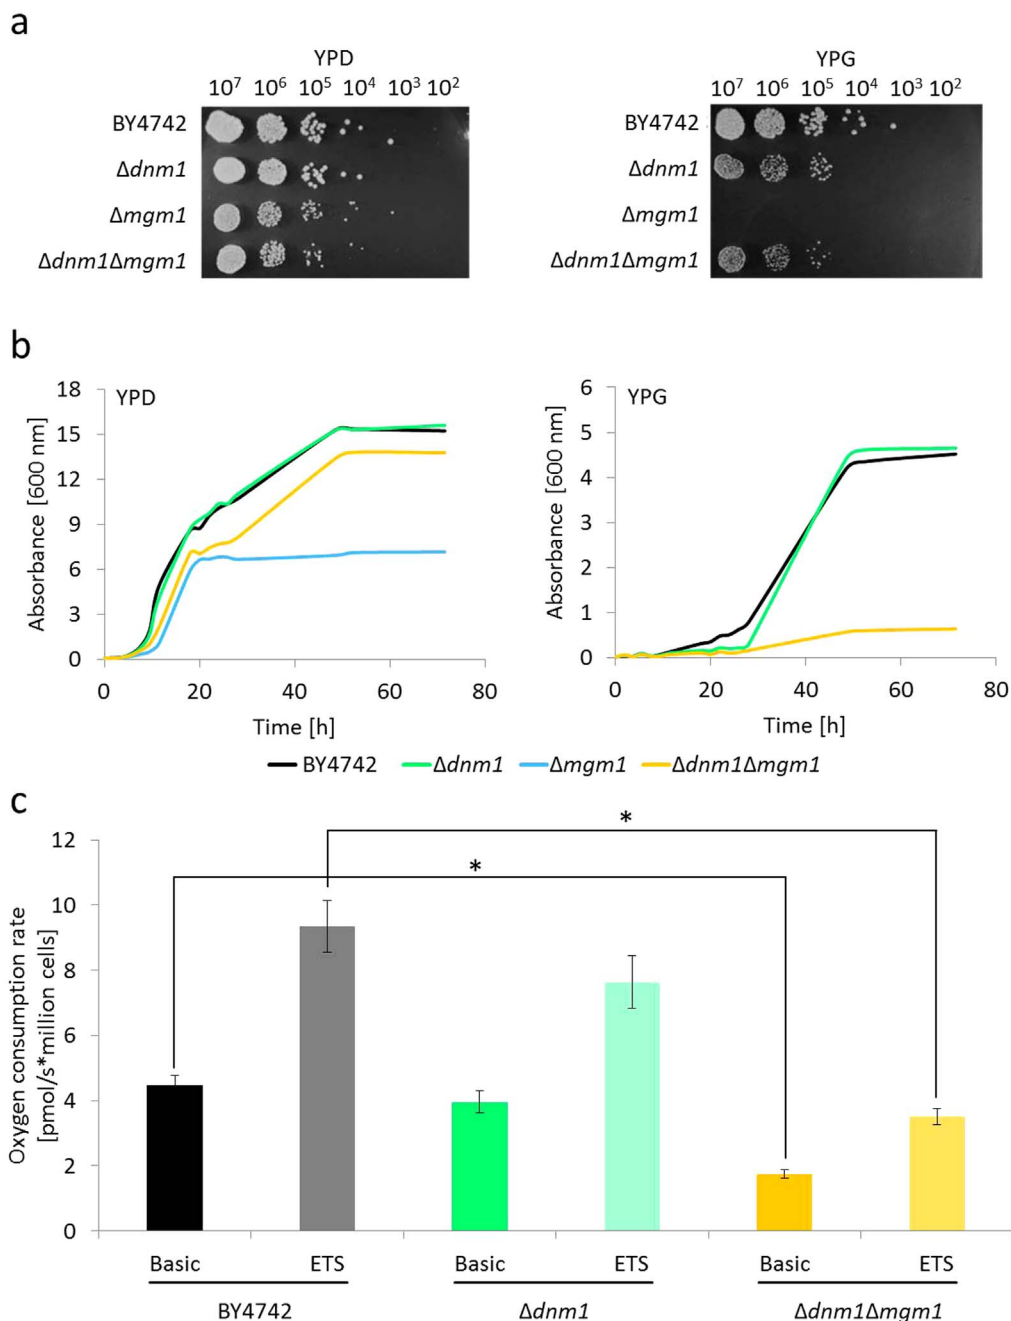 a
YPD
10⁷ 10⁶ 10⁵ 10⁴ 10³ 10²
BY4742
Δdnm1
Δmgm1
Δdnm1Δmgm1
YPG
10⁷ 10⁶ 10⁵ 10⁴ 10³ 10²
BY4742
Δdnm1
Δmgm1
Δdnm1Δmgm1
b
YPD
Absorbance [600 nm]
18
15
12
9
6
3
0
0 20 40 60 80
Time [h]
YPG
Absorbance [600 nm]
6
5
4
3
2
1
0
0 20 40 60 80
Time [h]
BY4742 Δdnm1 Δmgm1 Δdnm1Δmgm1
c
Oxygen consumption rate
[pmol/s*million cells]
12
10
8
6
4
2
0
*
*
Basic ETS Basic ETS Basic ETS
BY4742 Δdnm1 Δdnm1Δmgm1